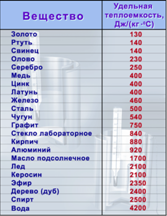 Вещество Удельная теплоемкость, Дж/(кг·°С)
Золото 130
Ртуть 140
Свинец 140
Олово 230
Серебро 250
Медь 400
Цинк 400
Латунь 400
Железо 460
Сталь 500
Чугун 540
Графит 750
Стекло лабораторное 840
Кирпич 880
Алюминий 920
Масло подсолнечное 1700
Лед 2100
Керосин 2100
Эфир 2350
Дерево (дуб) 2400
Спирт 2500
Вода 4200